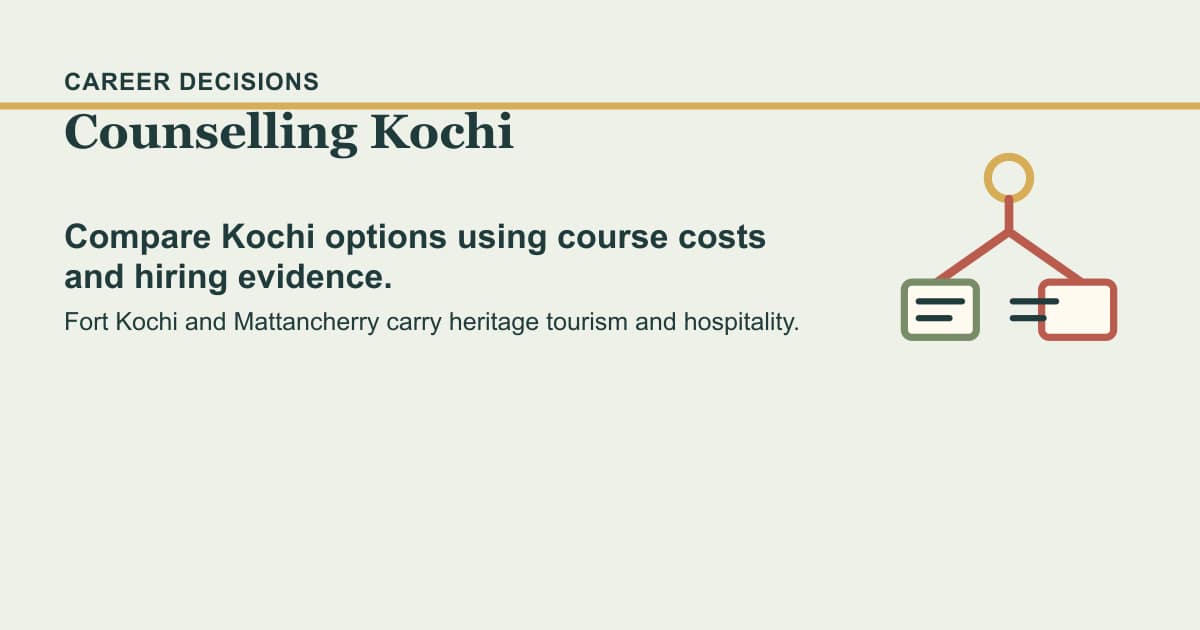 CAREER DECISIONS
Counselling Kochi
Compare Kochi options using course costs
and hiring evidence.
Fort Kochi and Mattancherry carry heritage tourism and hospitality.